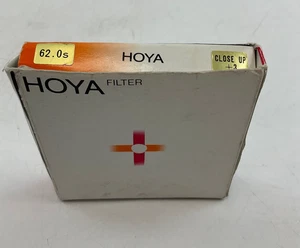 62.0s
HOYA
CLOSE UP
+3
HOYA FILTER